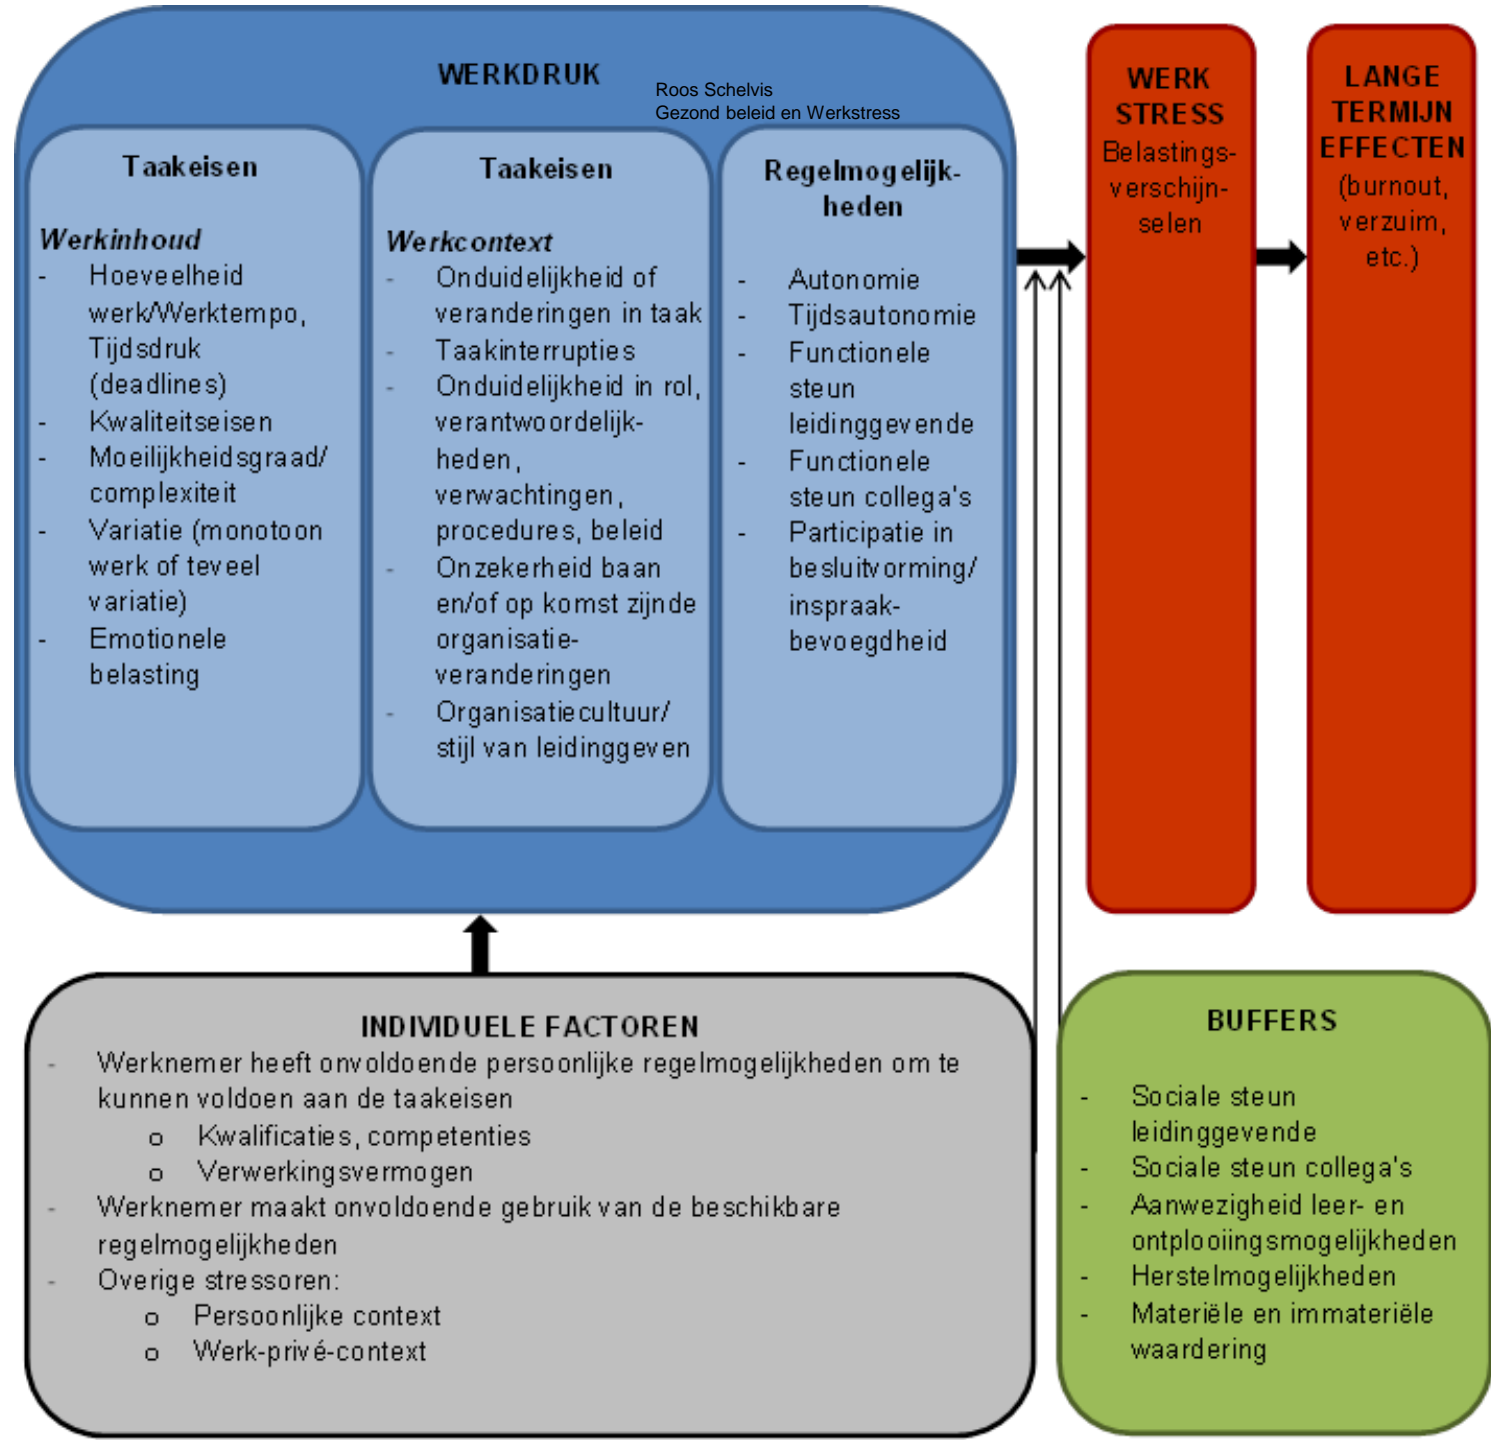 WERKDRUK
Roos Schelvis
Gezond beleid en Werkstress
Taakeisen
Werkinhoud
- Hoeveelheid
werk/Werktempo,
Tijdsdruk
(deadlines)
- Kwaliteitseisen
- Moeilijkheidsgraad/
complexiteit
- Variatie (monotoon
werk of teveel
variatie)
- Emotionele
belasting
Taakeisen
Werkcontext
- Onduidelijkheid of
veranderingen in taak
- Taakinterrupties
- Onduidelijkheid in rol,
verantwoordelijk-
heden,
verwachtingen,
procedures, beleid
- Onzekerheid baan
en/of op komst zijnde
organisatie-
veranderingen
- Organisatiecultuur/
stijl van leidinggeven
Regelmogelijk-
heden
- Autonomie
- Tijdsautonomie
- Functionele
steun
leidinggevende
- Functionele
steun collega's
- Participatie in
besluitvorming/
inspraak-
bevoegdheid
WERK
STRESS
Belastings-
verschijn-
selen
LANGE
TERMIJN
EFFECTEN
(burnout,
verzuim,
etc.)
INDIVIDUELE FACTOREN
- Werknemer heeft onvoldoende persoonlijke regelmogelijkheden om te
kunnen voldoen aan de taakeisen
o Kwalificaties, competenties
o Verwerkingsvermogen
- Werknemer maakt onvoldoende gebruik van de beschikbare
regelmogelijkheden
- Overige stressoren:
o Persoonlijke context
o Werk-privé-context
BUFFERS
- Sociale steun
leidinggevende
- Sociale steun collega's
- Aanwezigheid leer- en
ontplooiingsmogelijkheden
- Herstelmogelijkheden
- Materiële en immateriële
waardering